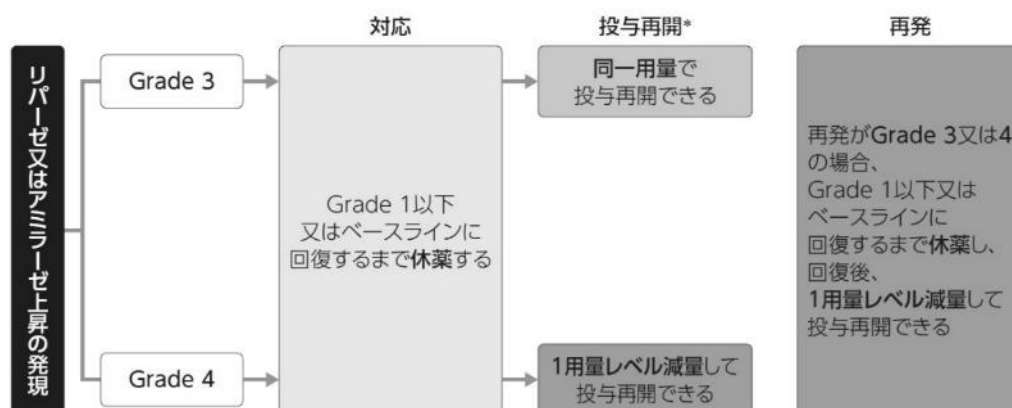 対応
投与再開*
再発
リパーゼ又はアミラーゼ上昇の発現
Grade 3
Grade 1以下
又はベースラインに
回復するまで休薬する
同一用量で
投与再開できる
Grade 4
1用量レベル減量して
投与再開できる
再発がGrade 3又は4
の場合、
Grade 1以下又は
ベースラインに
回復するまで休薬し、
回復後、
1用量レベル減量して
投与再開できる